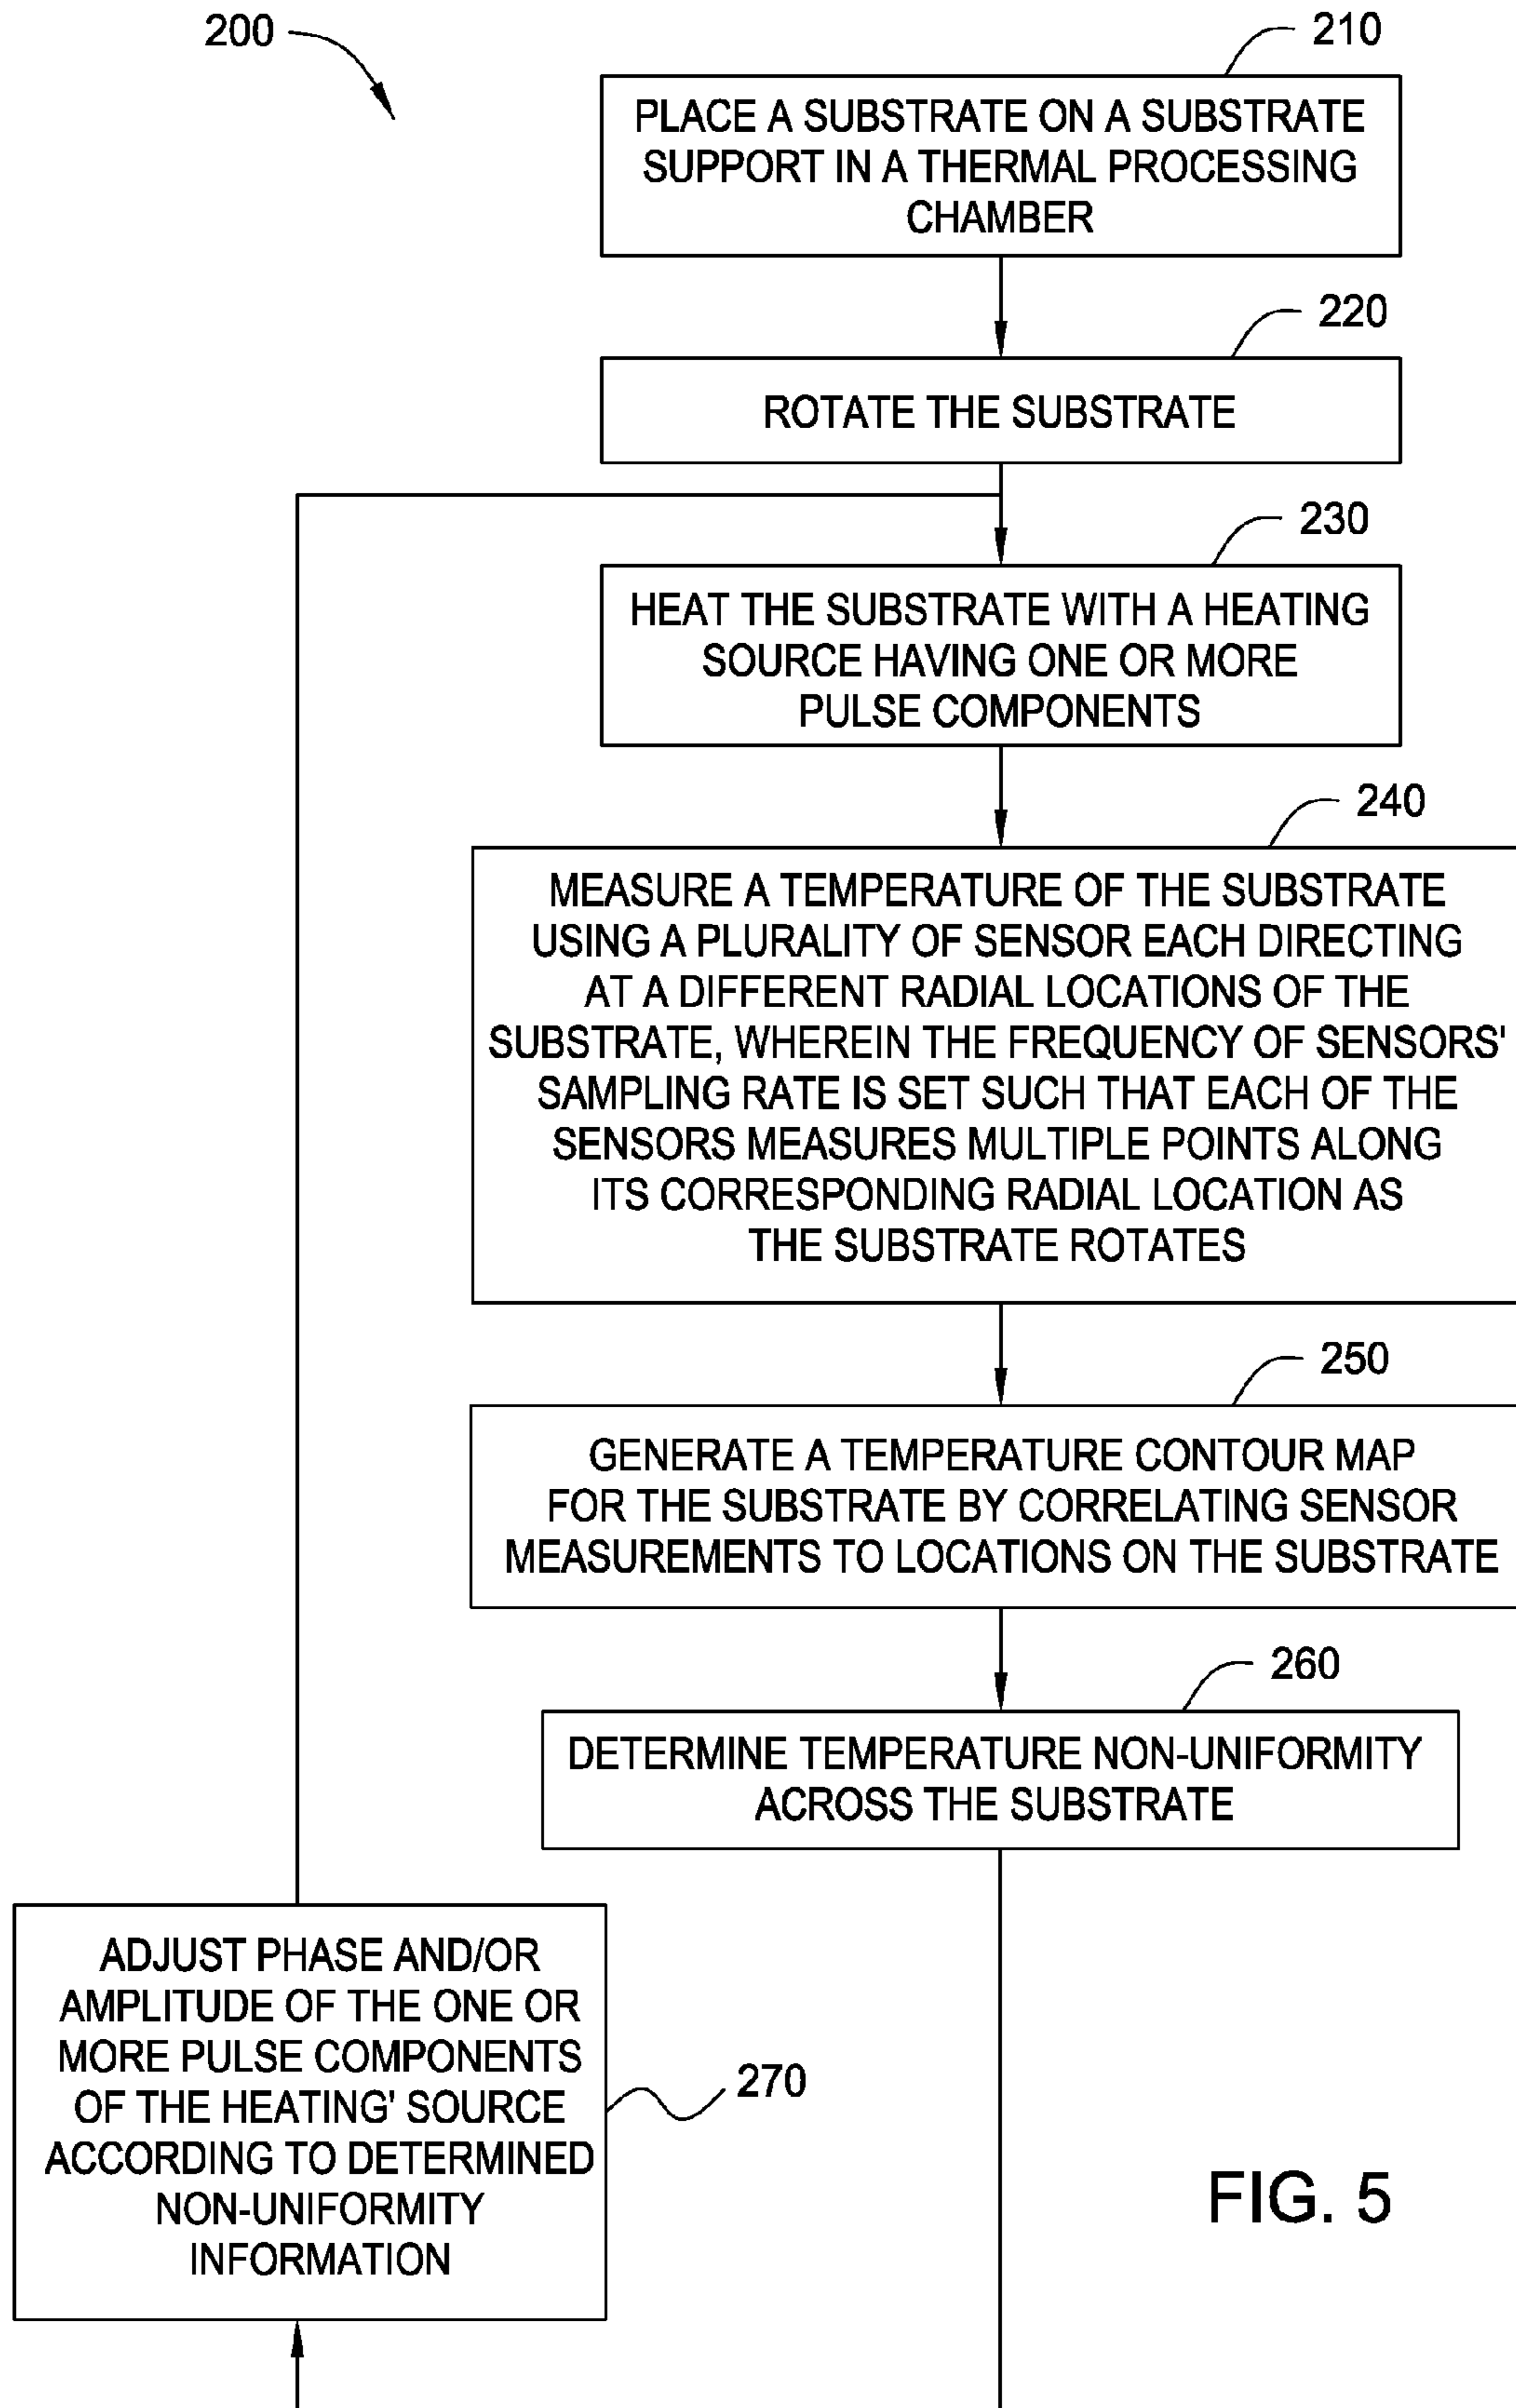 200
210
PLACE A SUBSTRATE ON A SUBSTRATE
SUPPORT IN A THERMAL PROCESSING
CHAMBER
220
ROTATE THE SUBSTRATE
230
HEAT THE SUBSTRATE WITH A HEATING
SOURCE HAVING ONE OR MORE
PULSE COMPONENTS
240
MEASURE A TEMPERATURE OF THE SUBSTRATE
USING A PLURALITY OF SENSOR EACH DIRECTING
AT A DIFFERENT RADIAL LOCATIONS OF THE
SUBSTRATE, WHEREIN THE FREQUENCY OF SENSORS'
SAMPLING RATE IS SET SUCH THAT EACH OF THE
SENSORS MEASURES MULTIPLE POINTS ALONG
ITS CORRESPONDING RADIAL LOCATION AS
THE SUBSTRATE ROTATES
250
GENERATE A TEMPERATURE CONTOUR MAP
FOR THE SUBSTRATE BY CORRELATING SENSOR
MEASUREMENTS TO LOCATIONS ON THE SUBSTRATE
260
DETERMINE TEMPERATURE NON-UNIFORMITY
ACROSS THE SUBSTRATE
ADJUST PHASE AND/OR
AMPLITUDE OF THE ONE OR
MORE PULSE COMPONENTS
OF THE HEATING' SOURCE
ACCORDING TO DETERMINED
NON-UNIFORMITY
INFORMATION
270
FIG. 5